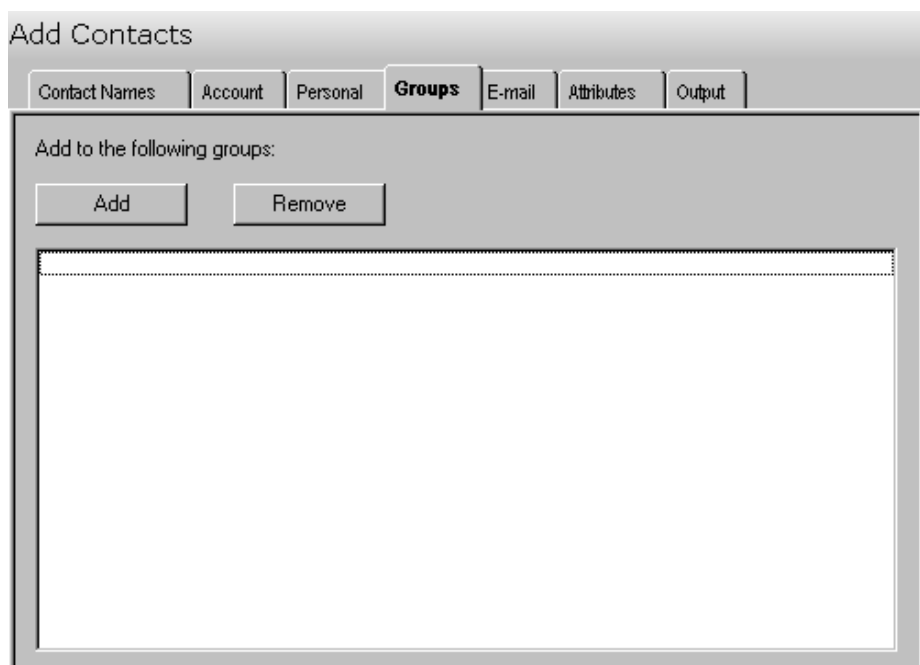 Add Contacts
Contact Names Account Personal Groups E-mail Attributes Output
Add to the following groups:
Add Remove